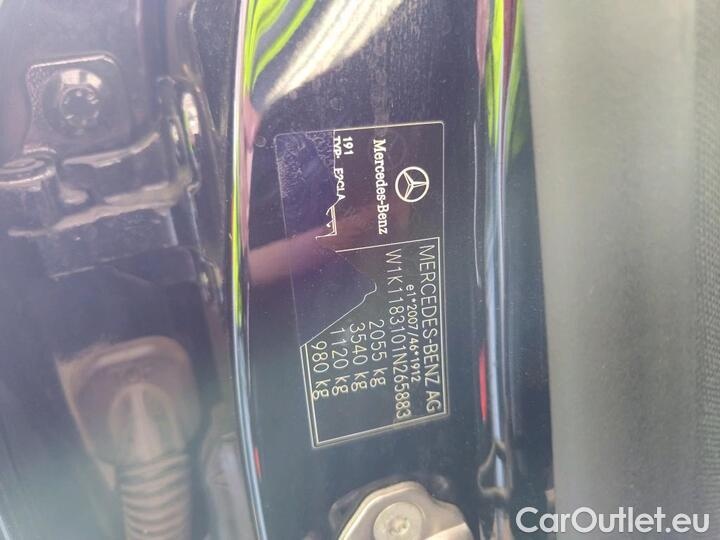 Mercedes-Benz
191
TYP:
MERCEDES-BENZ AG
e1*2007/46*1912
W1K1183101N265883
2055 kg
3540 kg
1120 kg
980 kg
CarOutlet.eu